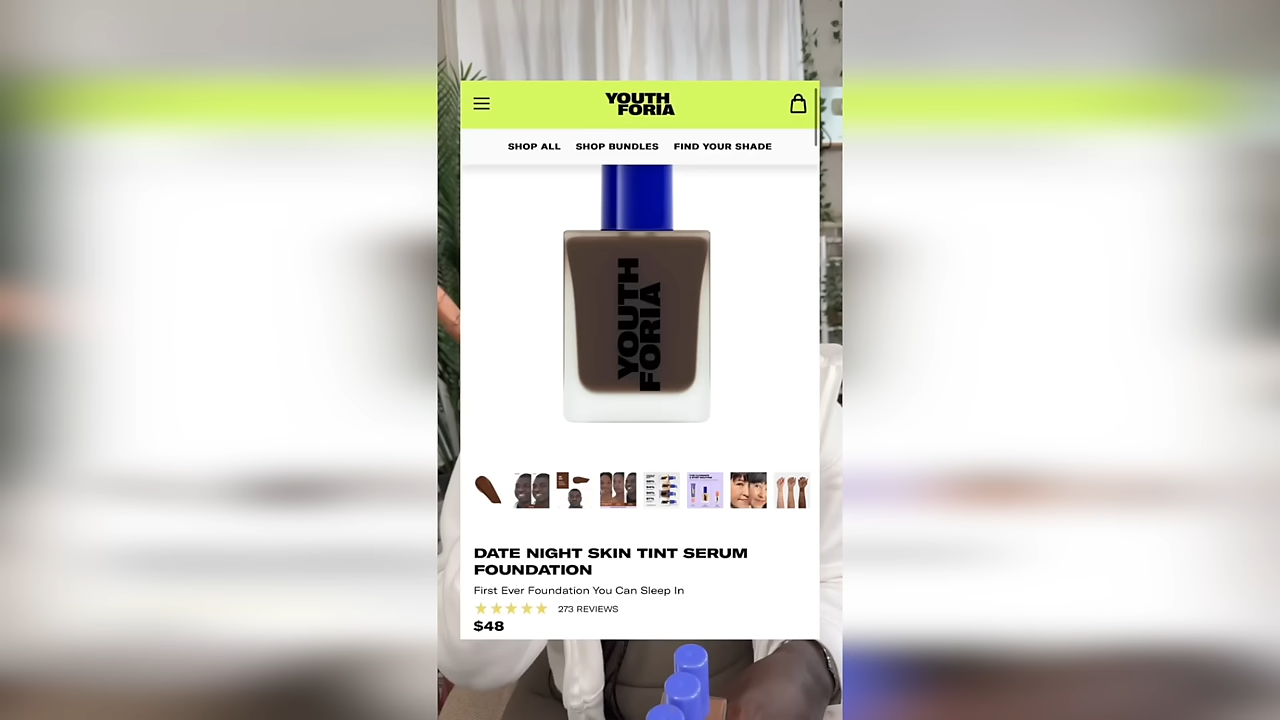 YOUTH
FORIA
SHOP ALL SHOP BUNDLES FIND YOUR SHADE
YOUTH
FORIA
DATE NIGHT SKIN TINT SERUM
FOUNDATION
First Ever Foundation You Can Sleep In
273 REVIEWS
$48